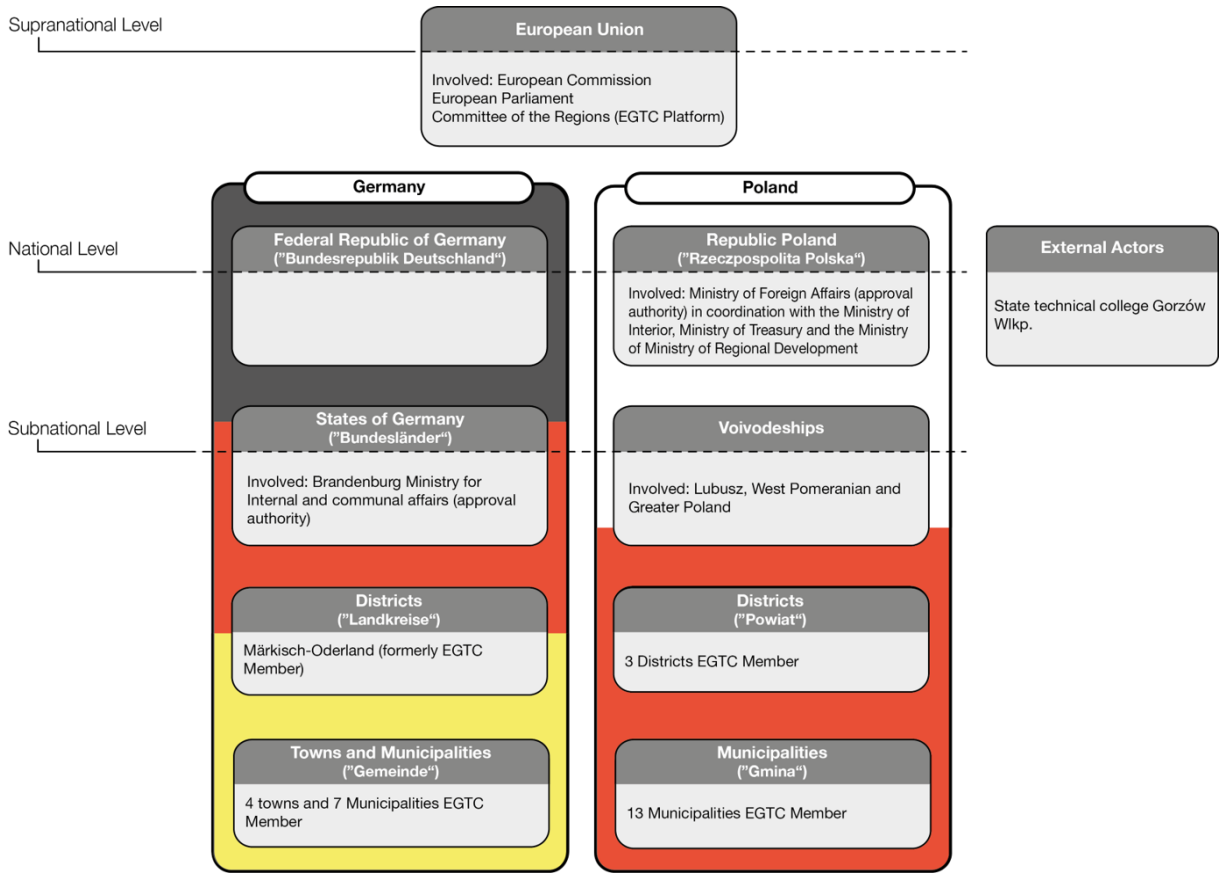 Supranational Level
European Union
Involved: European Commission
European Parliament
Committee of the Regions (EGTC Platform)
Germany
Poland
National Level
Federal Republic of Germany
("Bundesrepublik Deutschland“)
Republic Poland
("Rzeczpospolita Polska“)
Involved: Ministry of Foreign Affairs (approval
authority) in coordination with the Ministry of
Interior, Ministry of Treasury and the Ministry
of Ministry of Regional Development
External Actors
State technical college Gorzów
Wlkp.
Subnational Level
States of Germany
("Bundesländer“)
Involved: Brandenburg Ministry for
Internal and communal affairs (approval
authority)
Voivodeships
Involved: Lubusz, West Pomeranian and
Greater Poland
Districts
("Landkreise“)
Märkisch-Oderland (formerly EGTC
Member)
Districts
("Powiat“)
3 Districts EGTC Member
Towns and Municipalities
("Gemeinde“)
4 towns and 7 Municipalities EGTC
Member
Municipalities
("Gmina“)
13 Municipalities EGTC Member